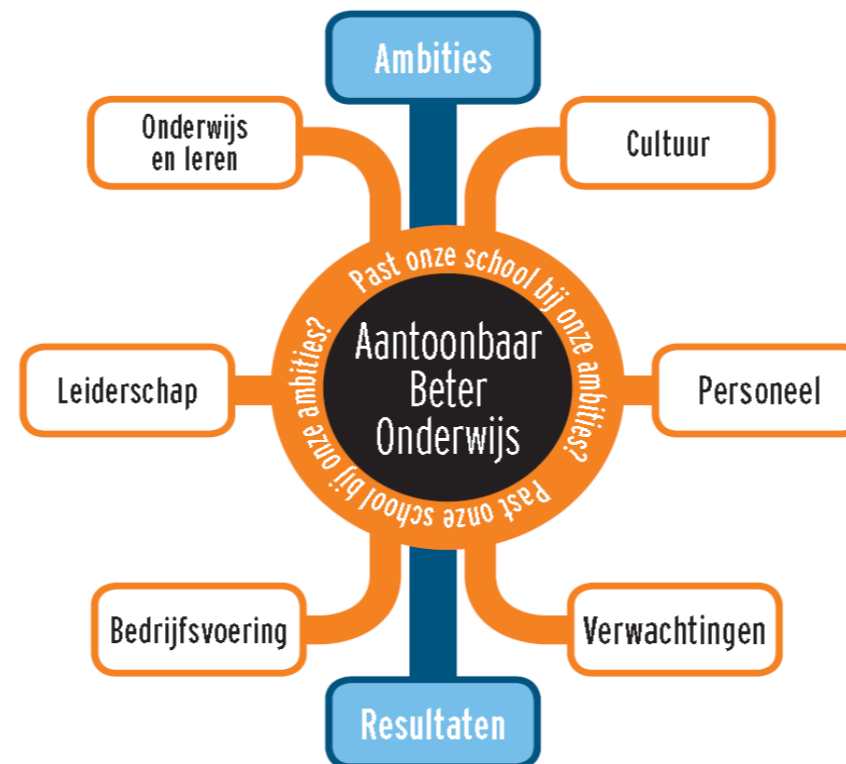 Ambities
Onderwijs
en leren
Cultuur
Past onze school bij onze ambities?
Aantoonbaar
Beter
Onderwijs
Leiderschap
Personeel
Past onze school bij onze ambities?
Bedrijfsvoering
Verwachtingen
Resultaten